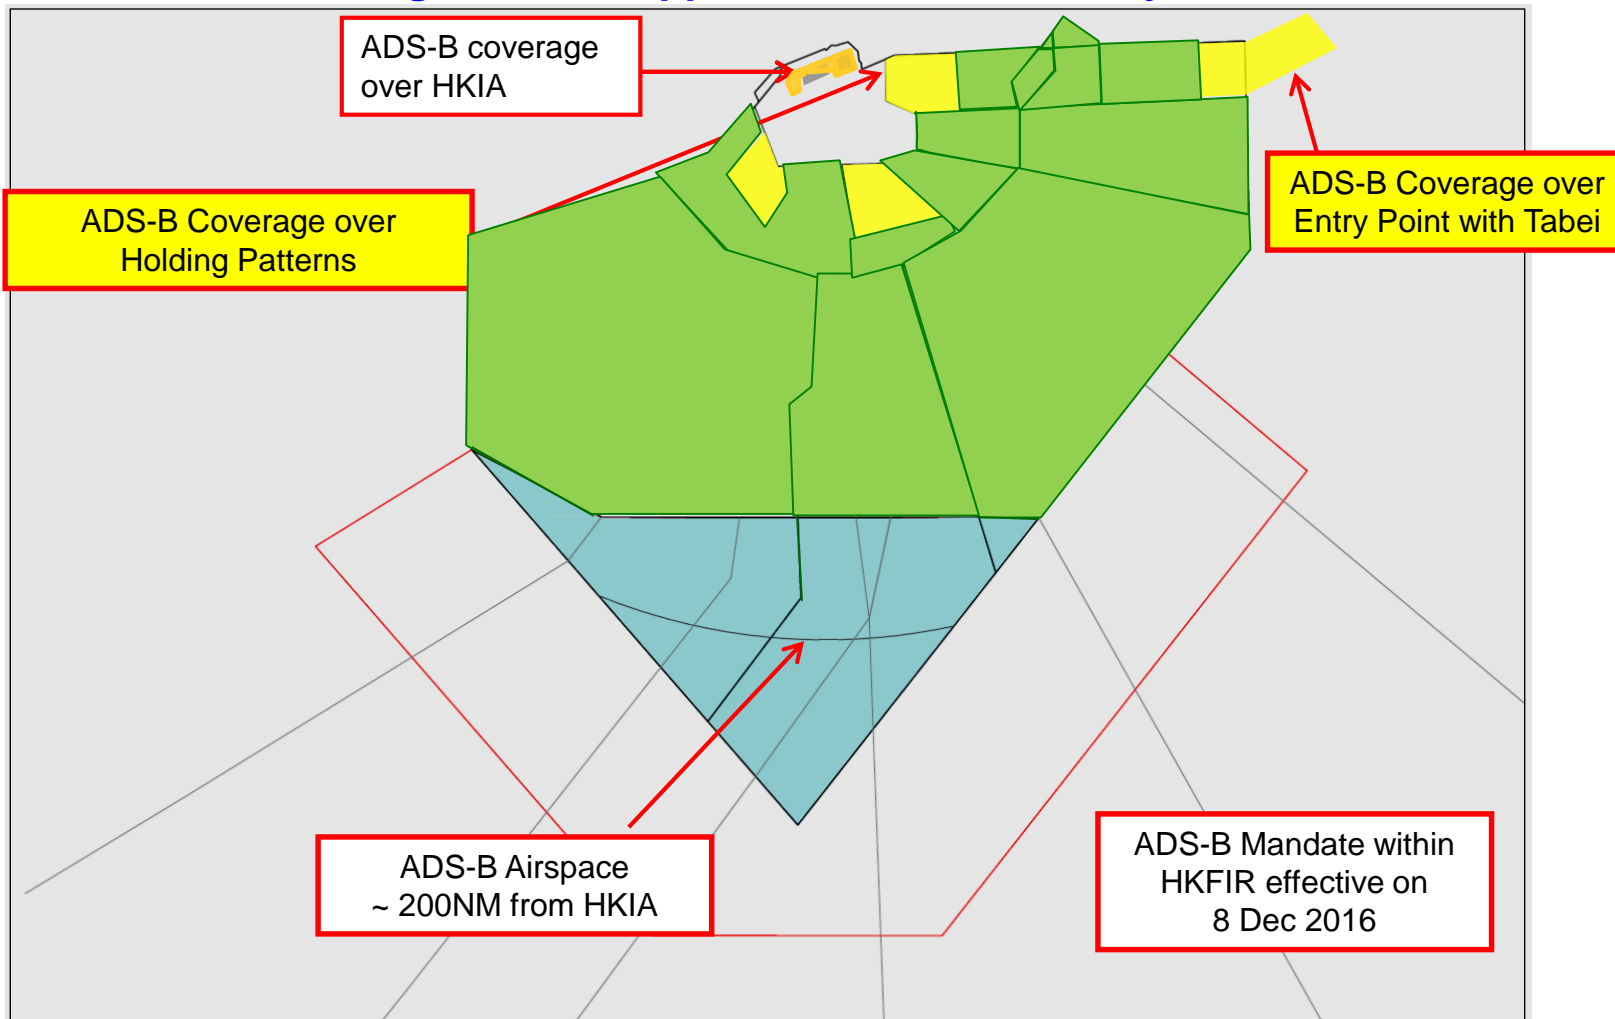 ADS-B coverage
over HKIA
ADS-B Coverage over
Holding Patterns
ADS-B Coverage over
Entry Point with Tabei
ADS-B Airspace
~ 200NM from HKIA
ADS-B Mandate within
HKFIR effective on
8 Dec 2016